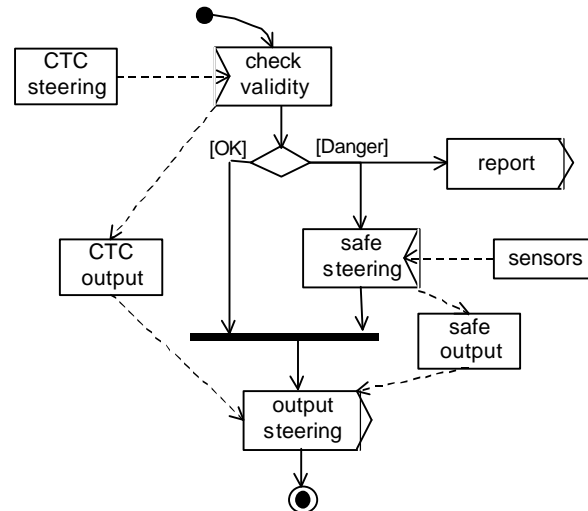 CTC
steering
check
validity
[OK]
[Danger]
report
CTC
output
safe
steering
sensors
safe
output
output
steering